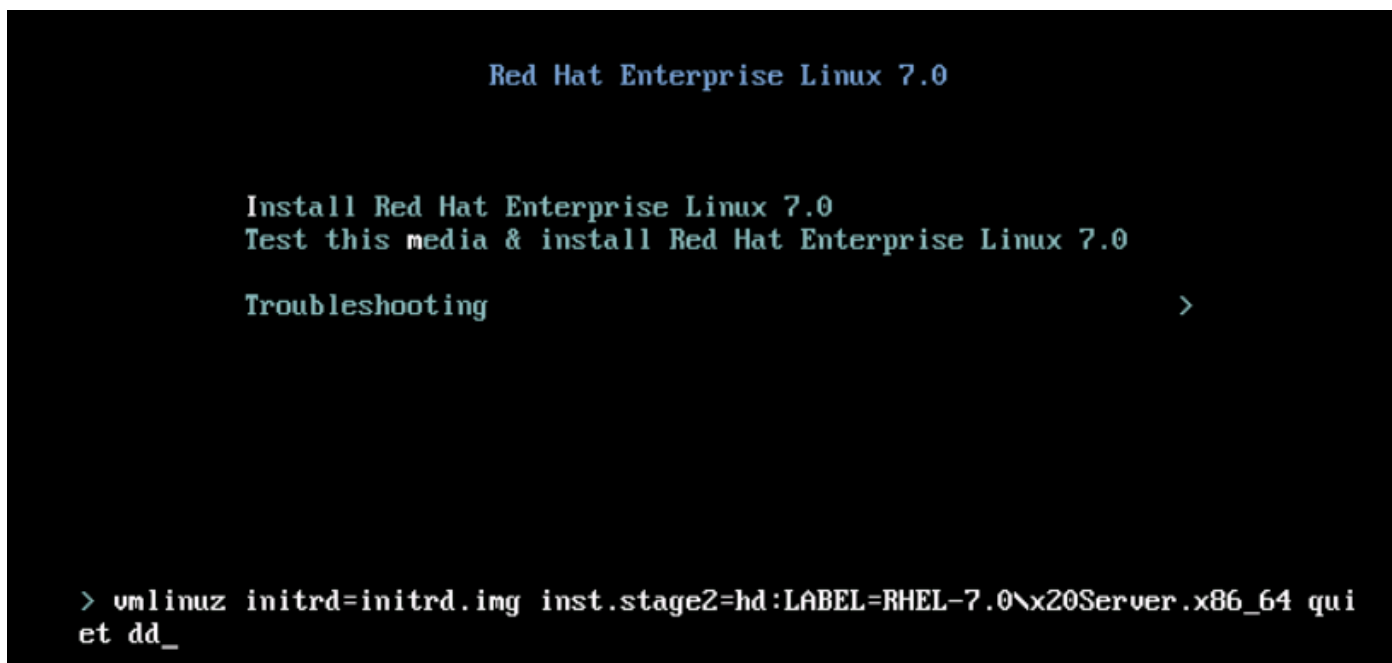 Red Hat Enterprise Linux 7.0
Install Red Hat Enterprise Linux 7.0
Test this media & install Red Hat Enterprise Linux 7.0
Troubleshooting >
> vmlinuz initrd=initrd.img inst.stage2=hd:LABEL=RHEL-7.0\x20Server.x86_64 qui
et dd_